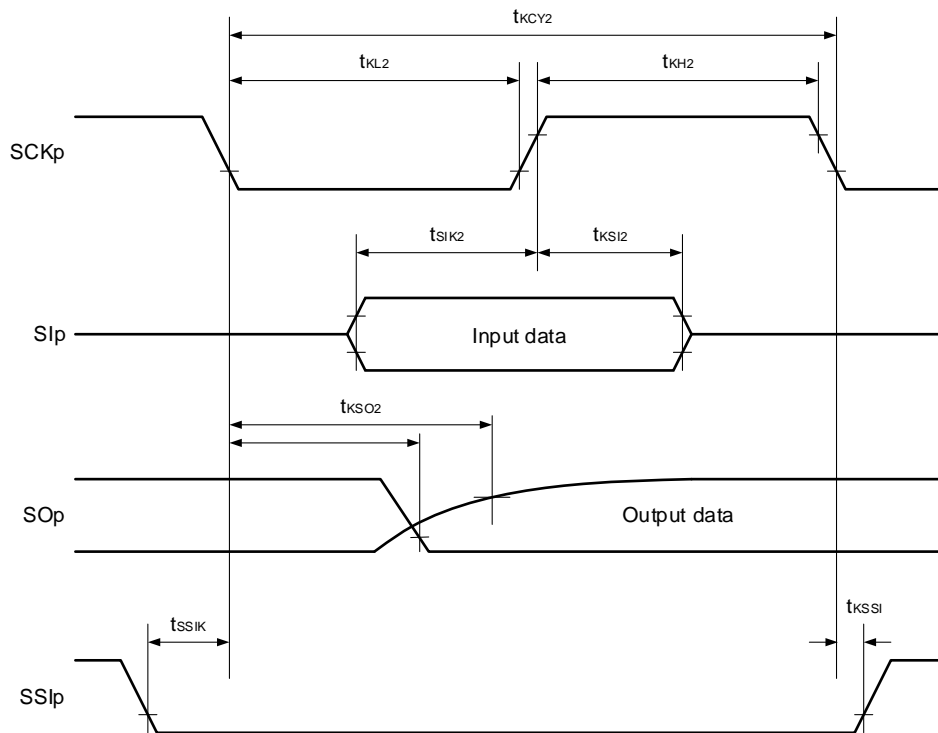 tKCY2
tKL2
tKH2
SCKp
tSIK2
tKSI2
SIp
Input data
tKSO2
SOp
Output data
tSSIK
tKSSI
SSIp